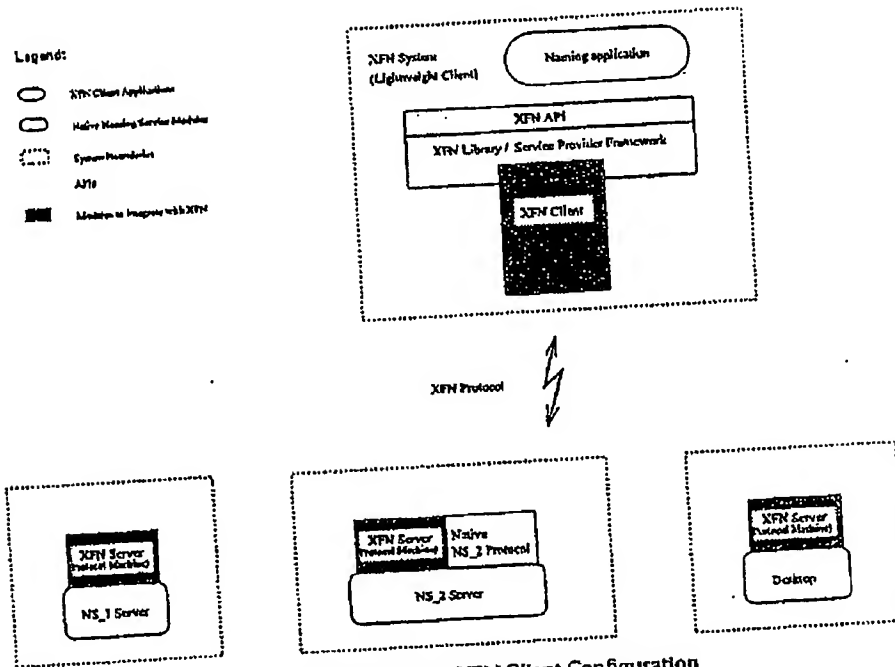 Legend:
XFN Client Applications
Native Naming Service Modules
System Boundaries
APIs
Modules to Integrate with XFN
XFN System
(Lightweight Client)
Naming application
XFN API
XFN Library / Service Provider Framework
XFN Client
XFN Protocol
XFN Server
(Protocol Machine)
NS_1 Server
XFN Server
(Protocol Machine)
Native
NS_2 Protocol
NS_2 Server
XFN Server
(Protocol Machine)
Desktop
XFN Client Configuration